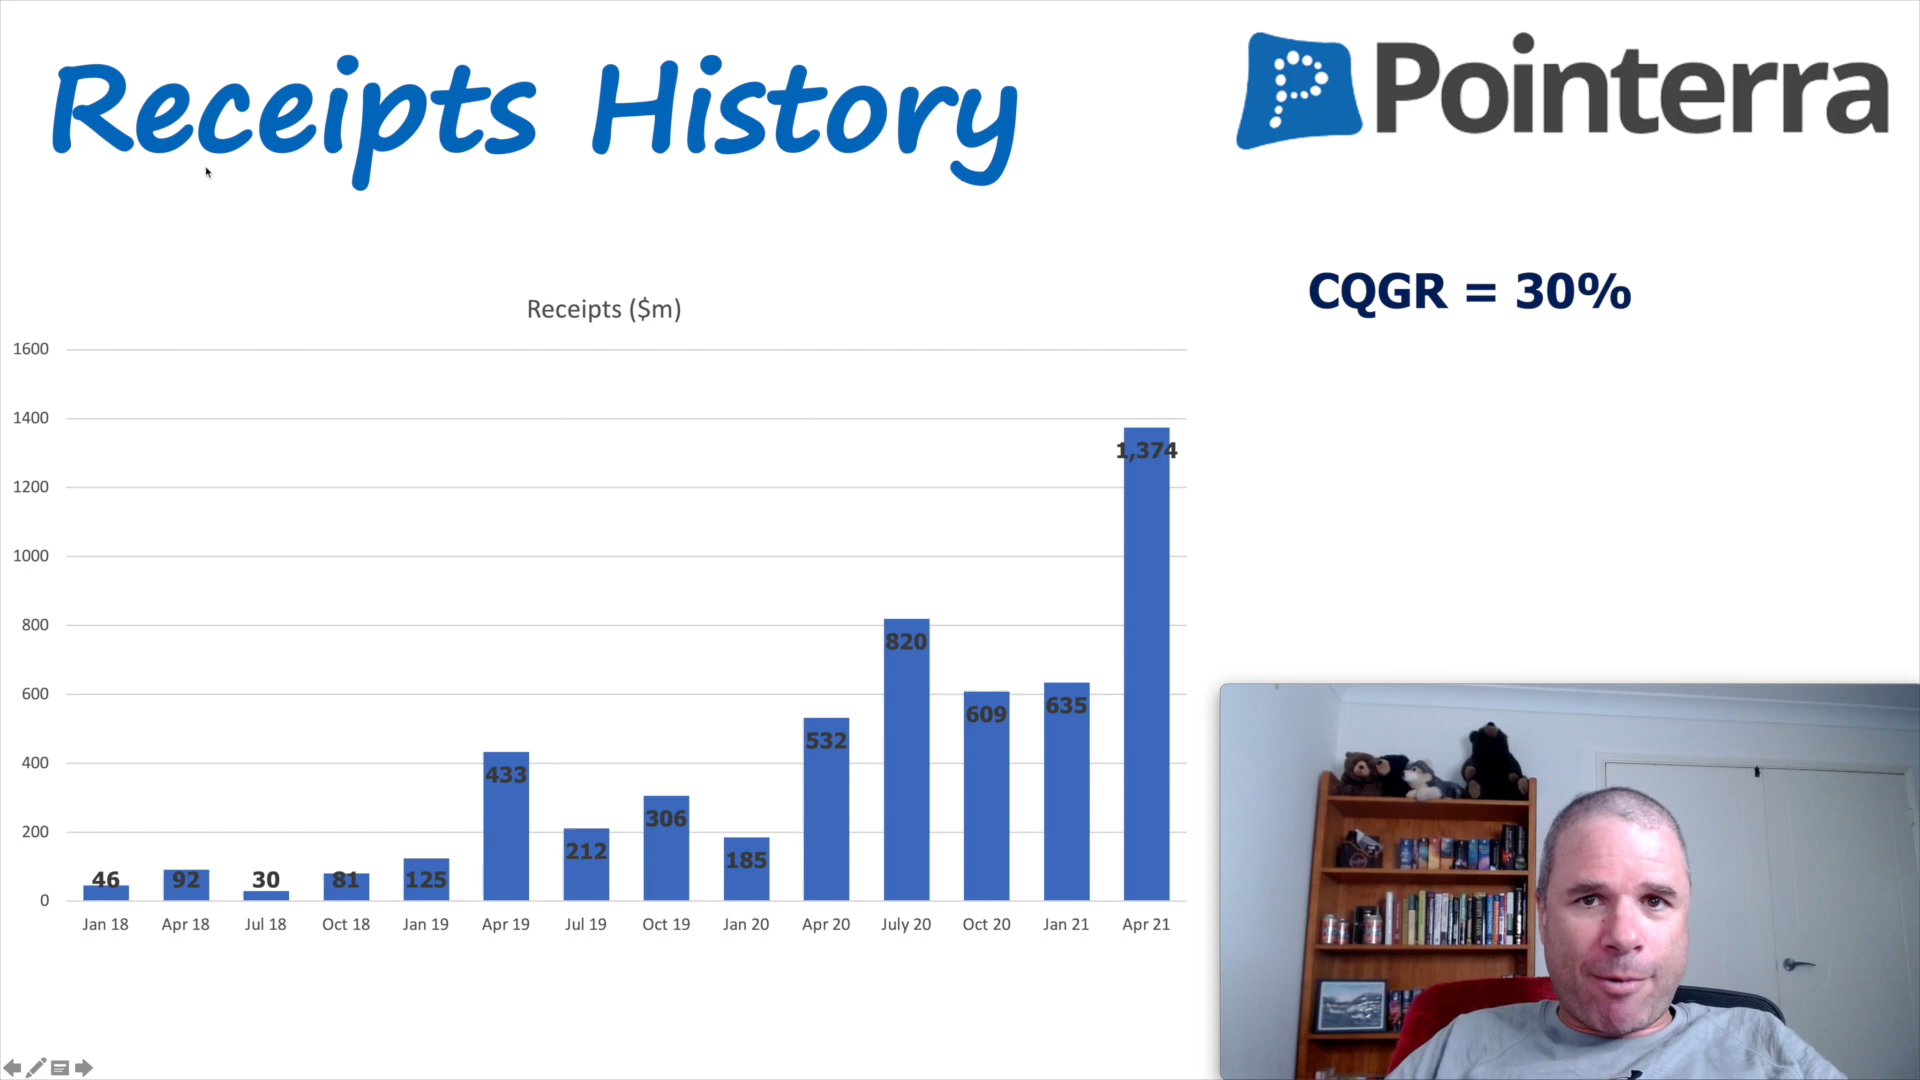 Receipts History
Pointerra
CQGR = 30%
Receipts ($m)
1600
1400
1200
1000
800
600
400
200
0
46
92
30
81
125
433
212
306
185
532
820
609
635
1,374
Jan 18
Apr 18
Jul 18
Oct 18
Jan 19
Apr 19
Jul 19
Oct 19
Jan 20
Apr 20
July 20
Oct 20
Jan 21
Apr 21